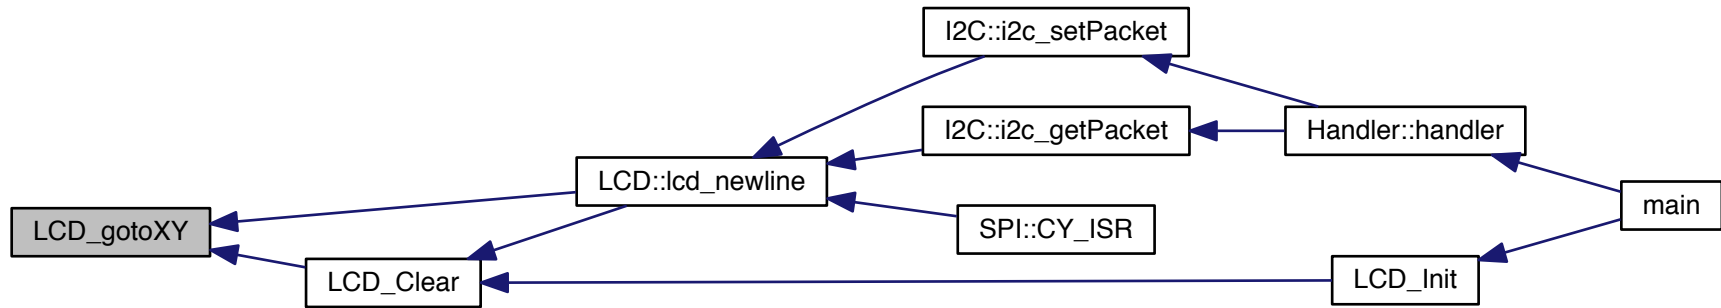 I2C::i2c_setPacket
I2C::i2c_getPacket
Handler::handler
LCD::lcd_newline
main
LCD_gotoXY
SPI::CY_ISR
LCD_Clear
LCD_Init